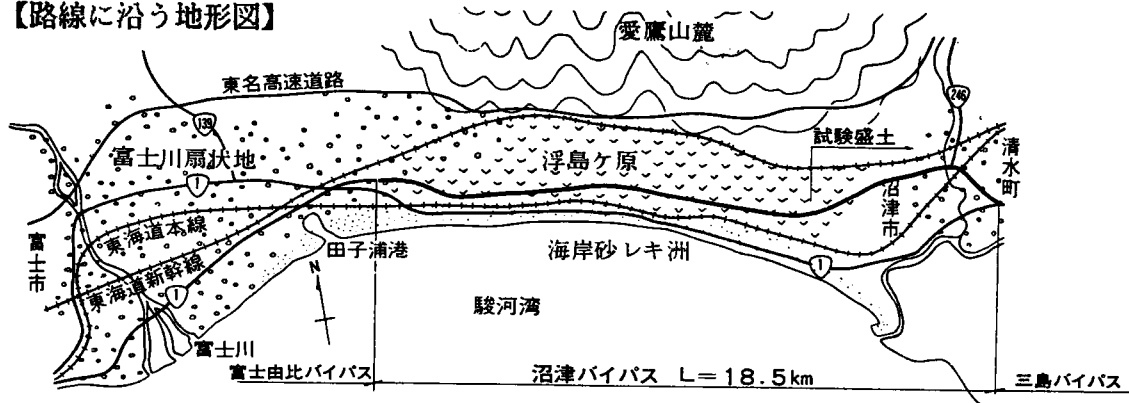 【路線に沿う地形図】
愛鷹山麓
東名高速道路
246
139
試験盛土
清水町
富士川扇状地
浮島ケ原
1
沼津市
東海道本線
田子浦港
海岸砂レキ洲
富士市
東海道新幹線
1
N
1
駿河湾
富士川
富士由比バイパス
沼津バイパス L=18.5km
三島バイパス